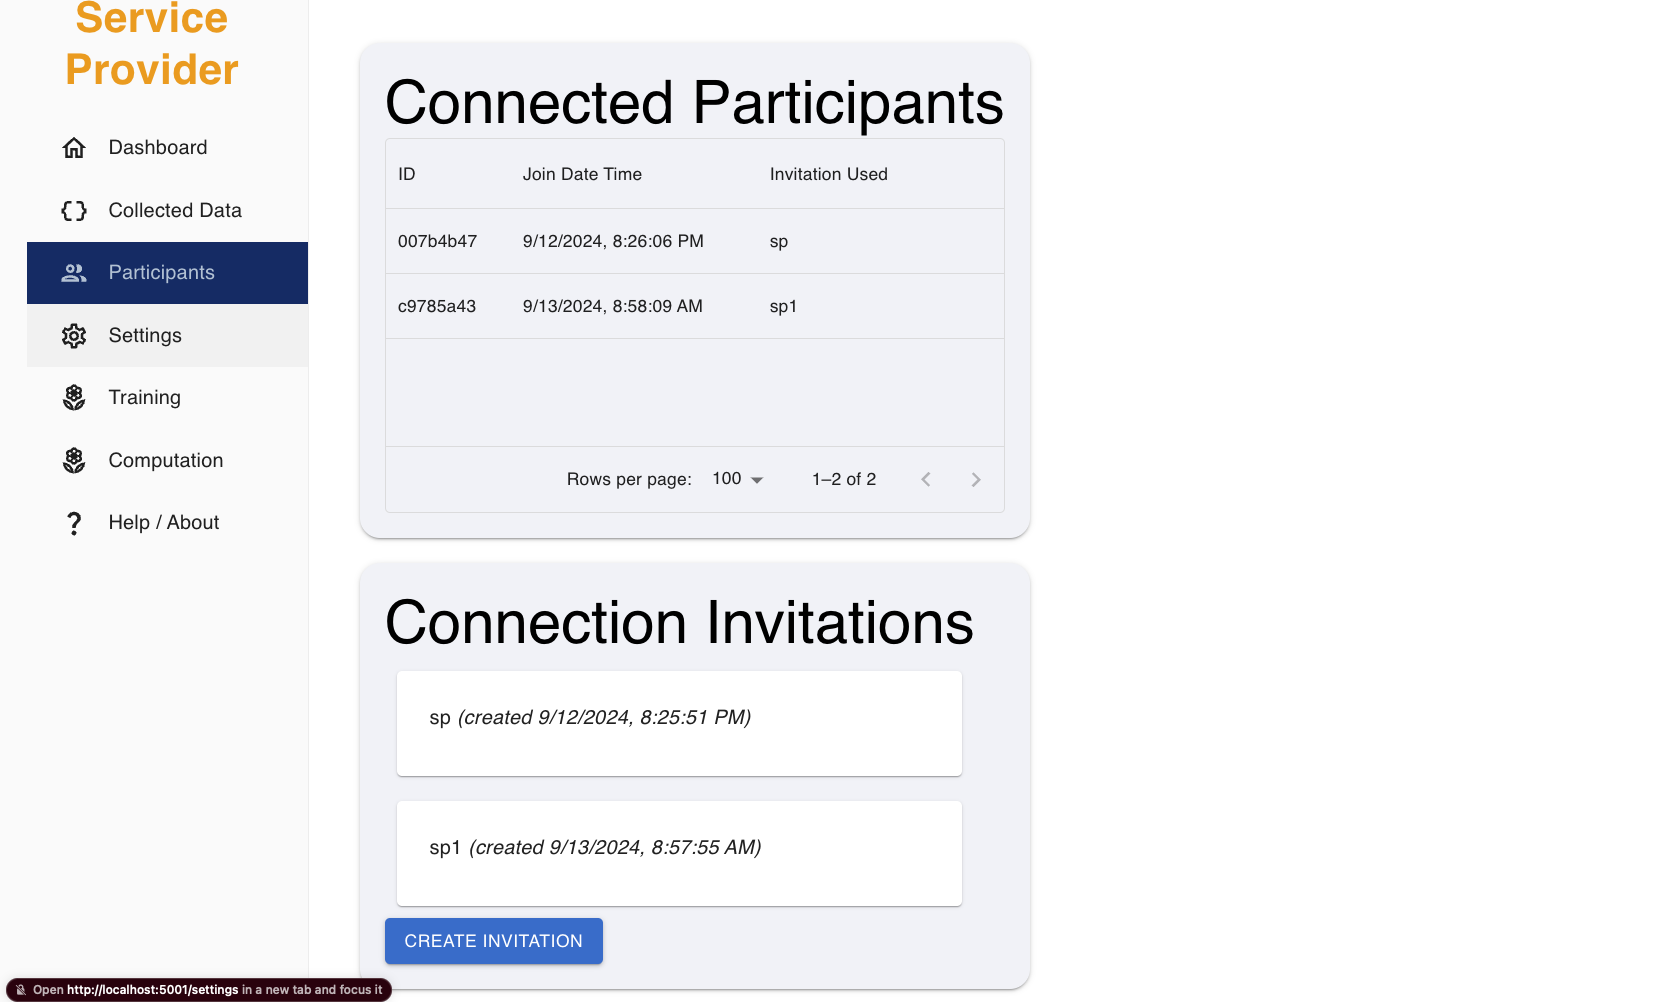 Service
Provider
Dashboard
Collected Data
Participants
Settings
Training
Computation
Help / About
Connected Participants
ID Join Date Time Invitation Used
007b4b47 9/12/2024, 8:26:06 PM sp
c9785a43 9/13/2024, 8:58:09 AM sp1
Rows per page: 100 1–2 of 2
Connection Invitations
sp (created 9/12/2024, 8:25:51 PM)
sp1 (created 9/13/2024, 8:57:55 AM)
CREATE INVITATION
Open http://localhost:5001/settings in a new tab and focus it